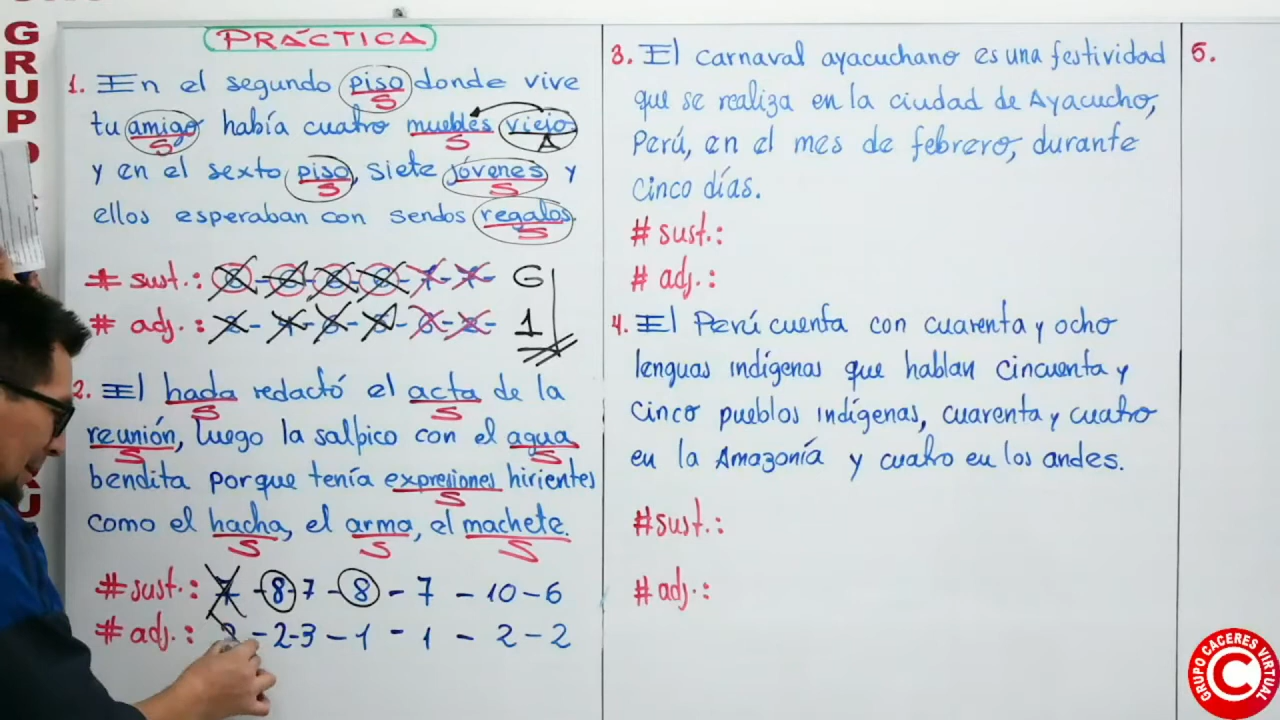 GRUP
PRÁCTICA
1. En el segundo piso donde vive
S
tu amigo había cuatro muebles viejo
S S A
y en el sexto piso, siete jóvenes y
S S
ellos esperaban con sendos regalos.
S
# sust.: 6
# adj.: 1
2. El hada redactó el acta de la
S S
reunión, luego la salpico con el agua
S S
bendita porque tenía expresiones hirientes
S
como el hacha, el arma, el machete.
S S S
# sust.: 7 - 8 - 7 - 8 - 7 - 10 - 6
# adj.: - 2 - 3 - 1 - 1 - 2 - 2
3. El carnaval ayacuchano es una festividad
que se realiza en la ciudad de Ayacucho,
Perú, en el mes de febrero, durante
cinco días.
# sust.:
# adj.:
4. El Perú cuenta con cuarenta y ocho
lenguas indígenas que hablan cincuenta y
cinco pueblos indígenas, cuarenta y cuatro
en la Amazonía y cuatro en los andes.
# sust.:
# adj.:
5.
GRUPO CACERES VIRTUAL
C